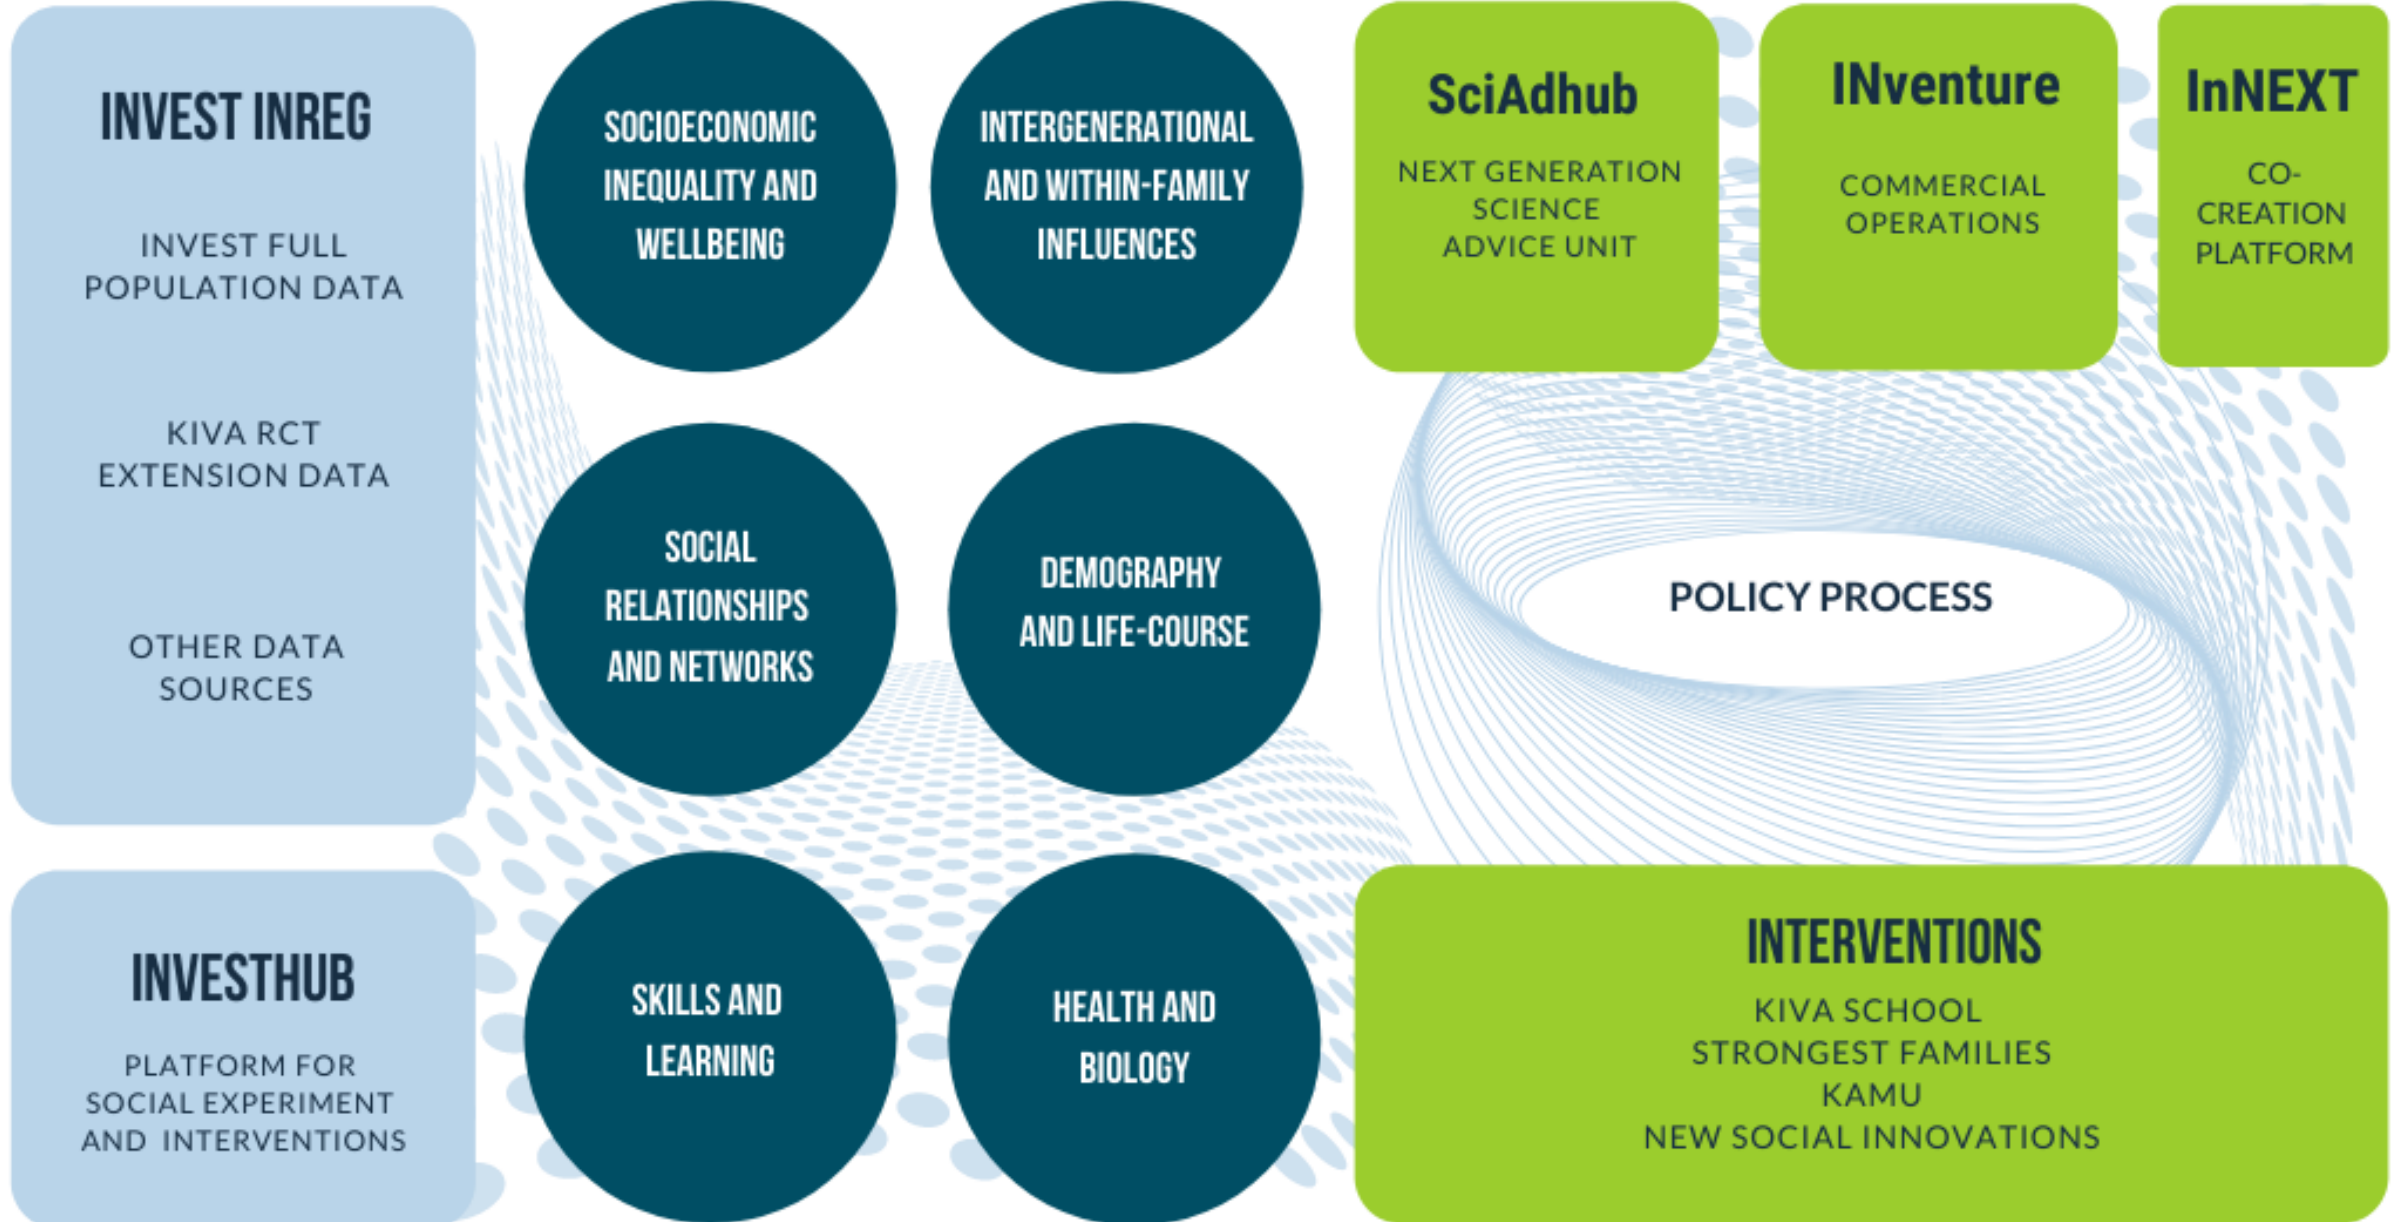 INVEST INREG
INVEST FULL
POPULATION DATA
KIVA RCT
EXTENSION DATA
OTHER DATA
SOURCES
INVESTHUB
PLATFORM FOR
SOCIAL EXPERIMENT
AND INTERVENTIONS
SOCIOECONOMIC
INEQUALITY AND
WELLBEING
INTERGENERATIONAL
AND WITHIN-FAMILY
INFLUENCES
SOCIAL
RELATIONSHIPS
AND NETWORKS
DEMOGRAPHY
AND LIFE-COURSE
SKILLS AND
LEARNING
HEALTH AND
BIOLOGY
SciAdhub
NEXT GENERATION
SCIENCE
ADVICE UNIT
INventure
COMMERCIAL
OPERATIONS
InNEXT
CO-
CREATION
PLATFORM
POLICY PROCESS
INTERVENTIONS
KIVA SCHOOL
STRONGEST FAMILIES
KAMU
NEW SOCIAL INNOVATIONS